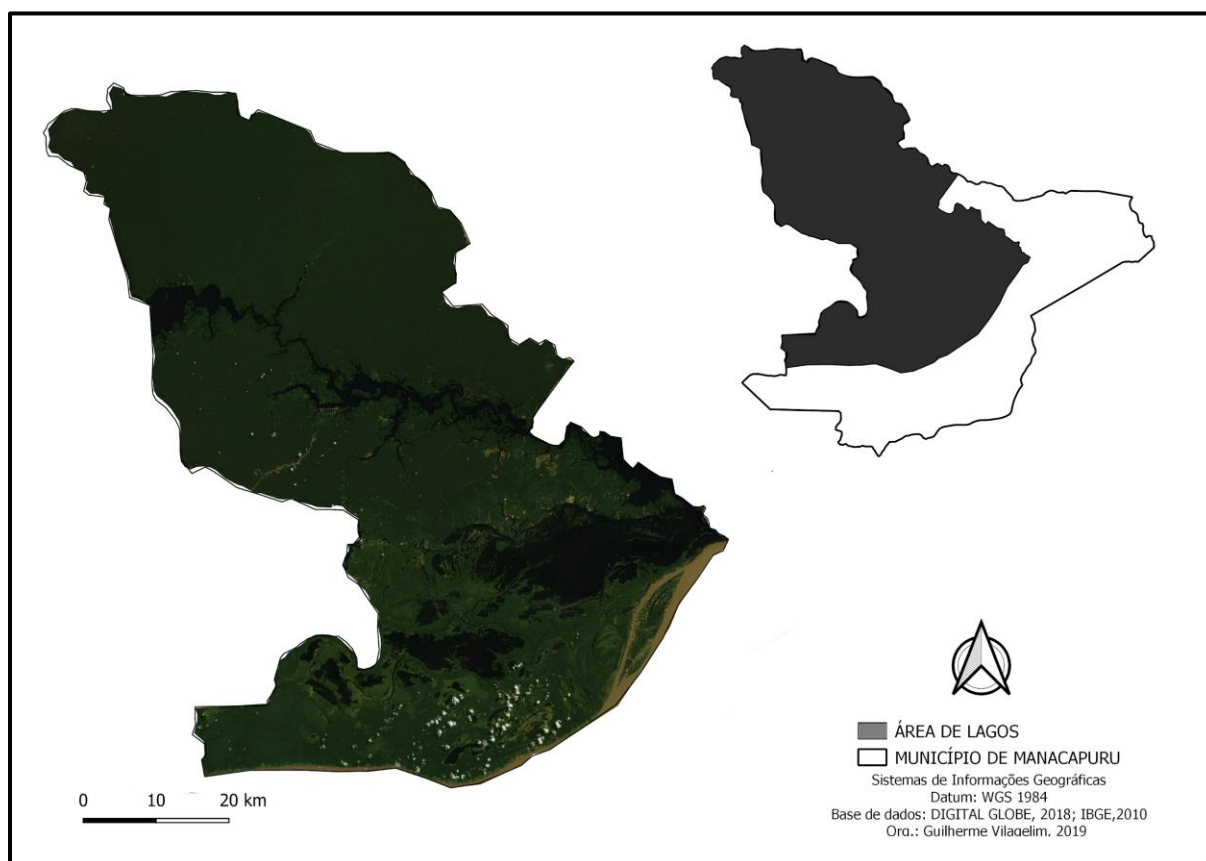 0 10 20 km
ÁREA DE LAGOS
MUNICÍPIO DE MANACAPURU
Sistemas de Informações Geográficas
Datum: WGS 1984
Base de dados: DIGITAL GLOBE, 2018; IBGE,2010
Org.: Guilherme Vilagelim, 2019